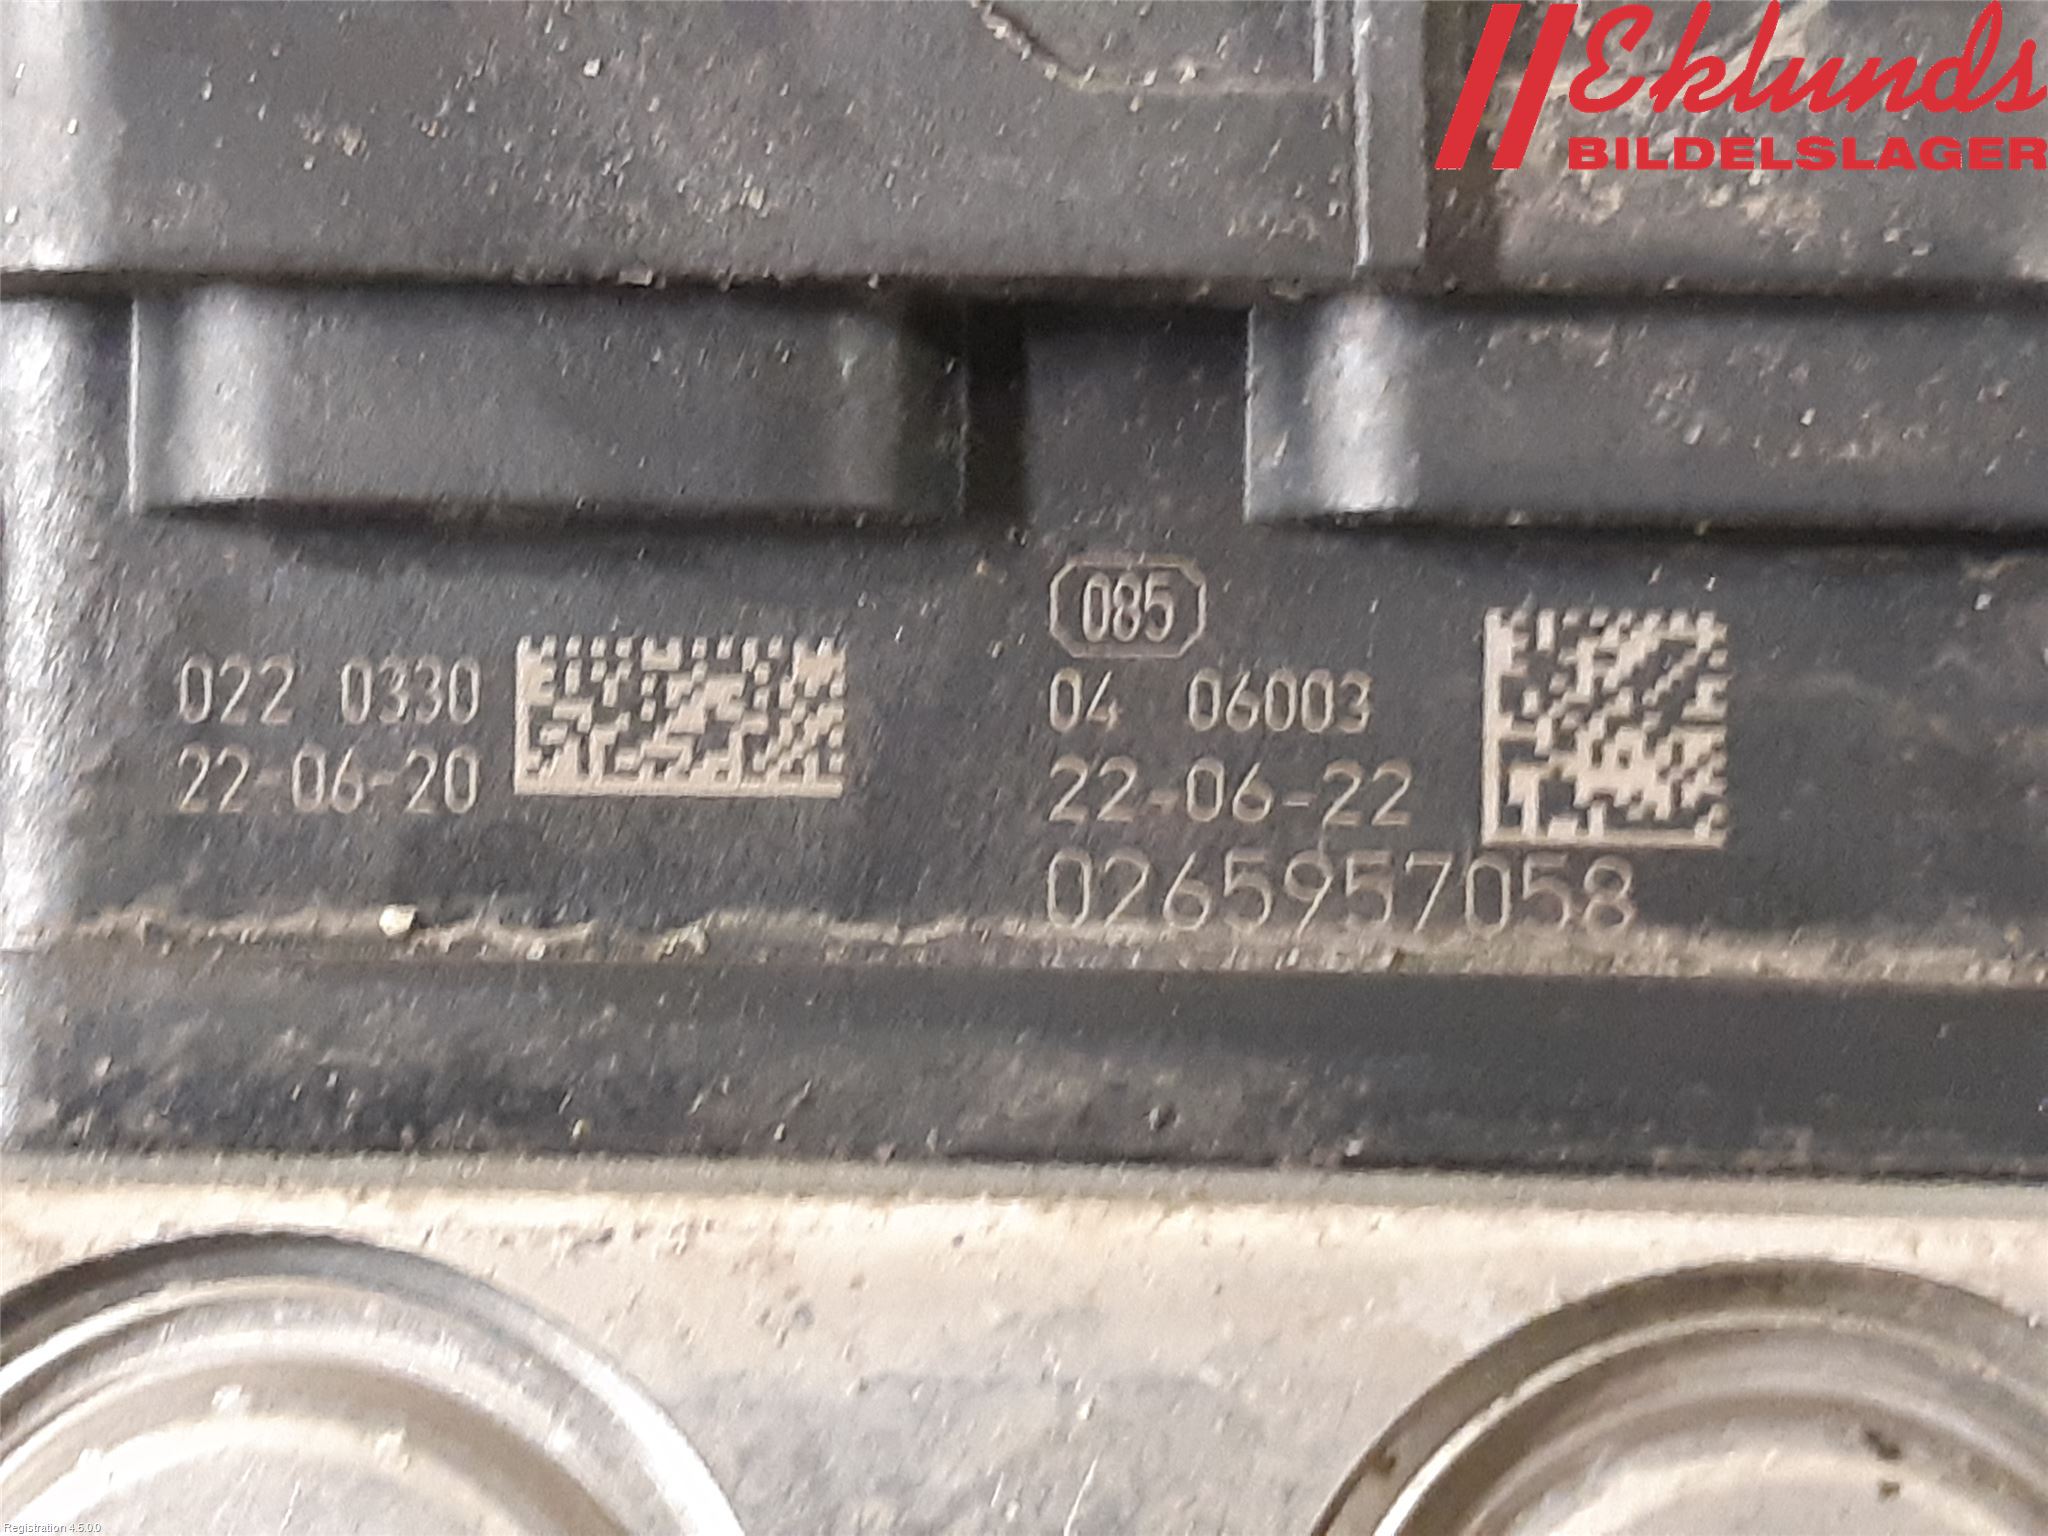 Eklunds
BILDELSLAGER
085
022 0330
22-06-20
04 06003
22-06-22
0265957058
Registration 4.5.0.0